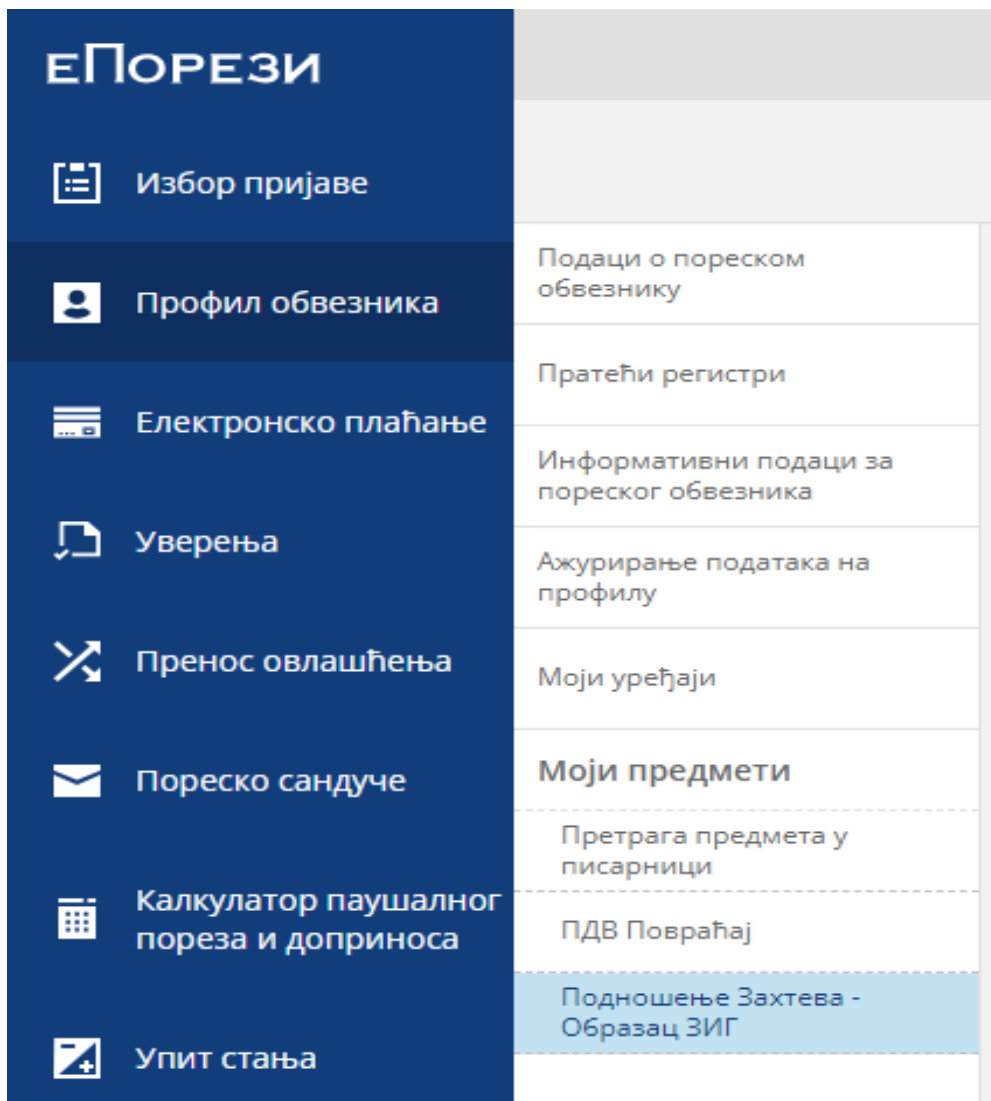 еПорези
Избор пријаве
Профил обвезника
Електронско плаћање
Уверења
Пренос овлашћења
Пореско сандуче
Калкулатор паушалног
пореза и доприноса
Упит стања
Подаци о пореском
обвезнику
Пратећи регистри
Информативни подаци за
пореског обвезника
Ажурирање података на
профилу
Моји уређаји
Моји предмети
Претрага предмета у
писарници
ПДВ Повраћај
Подношење Захтева -
Образац ЗИГ